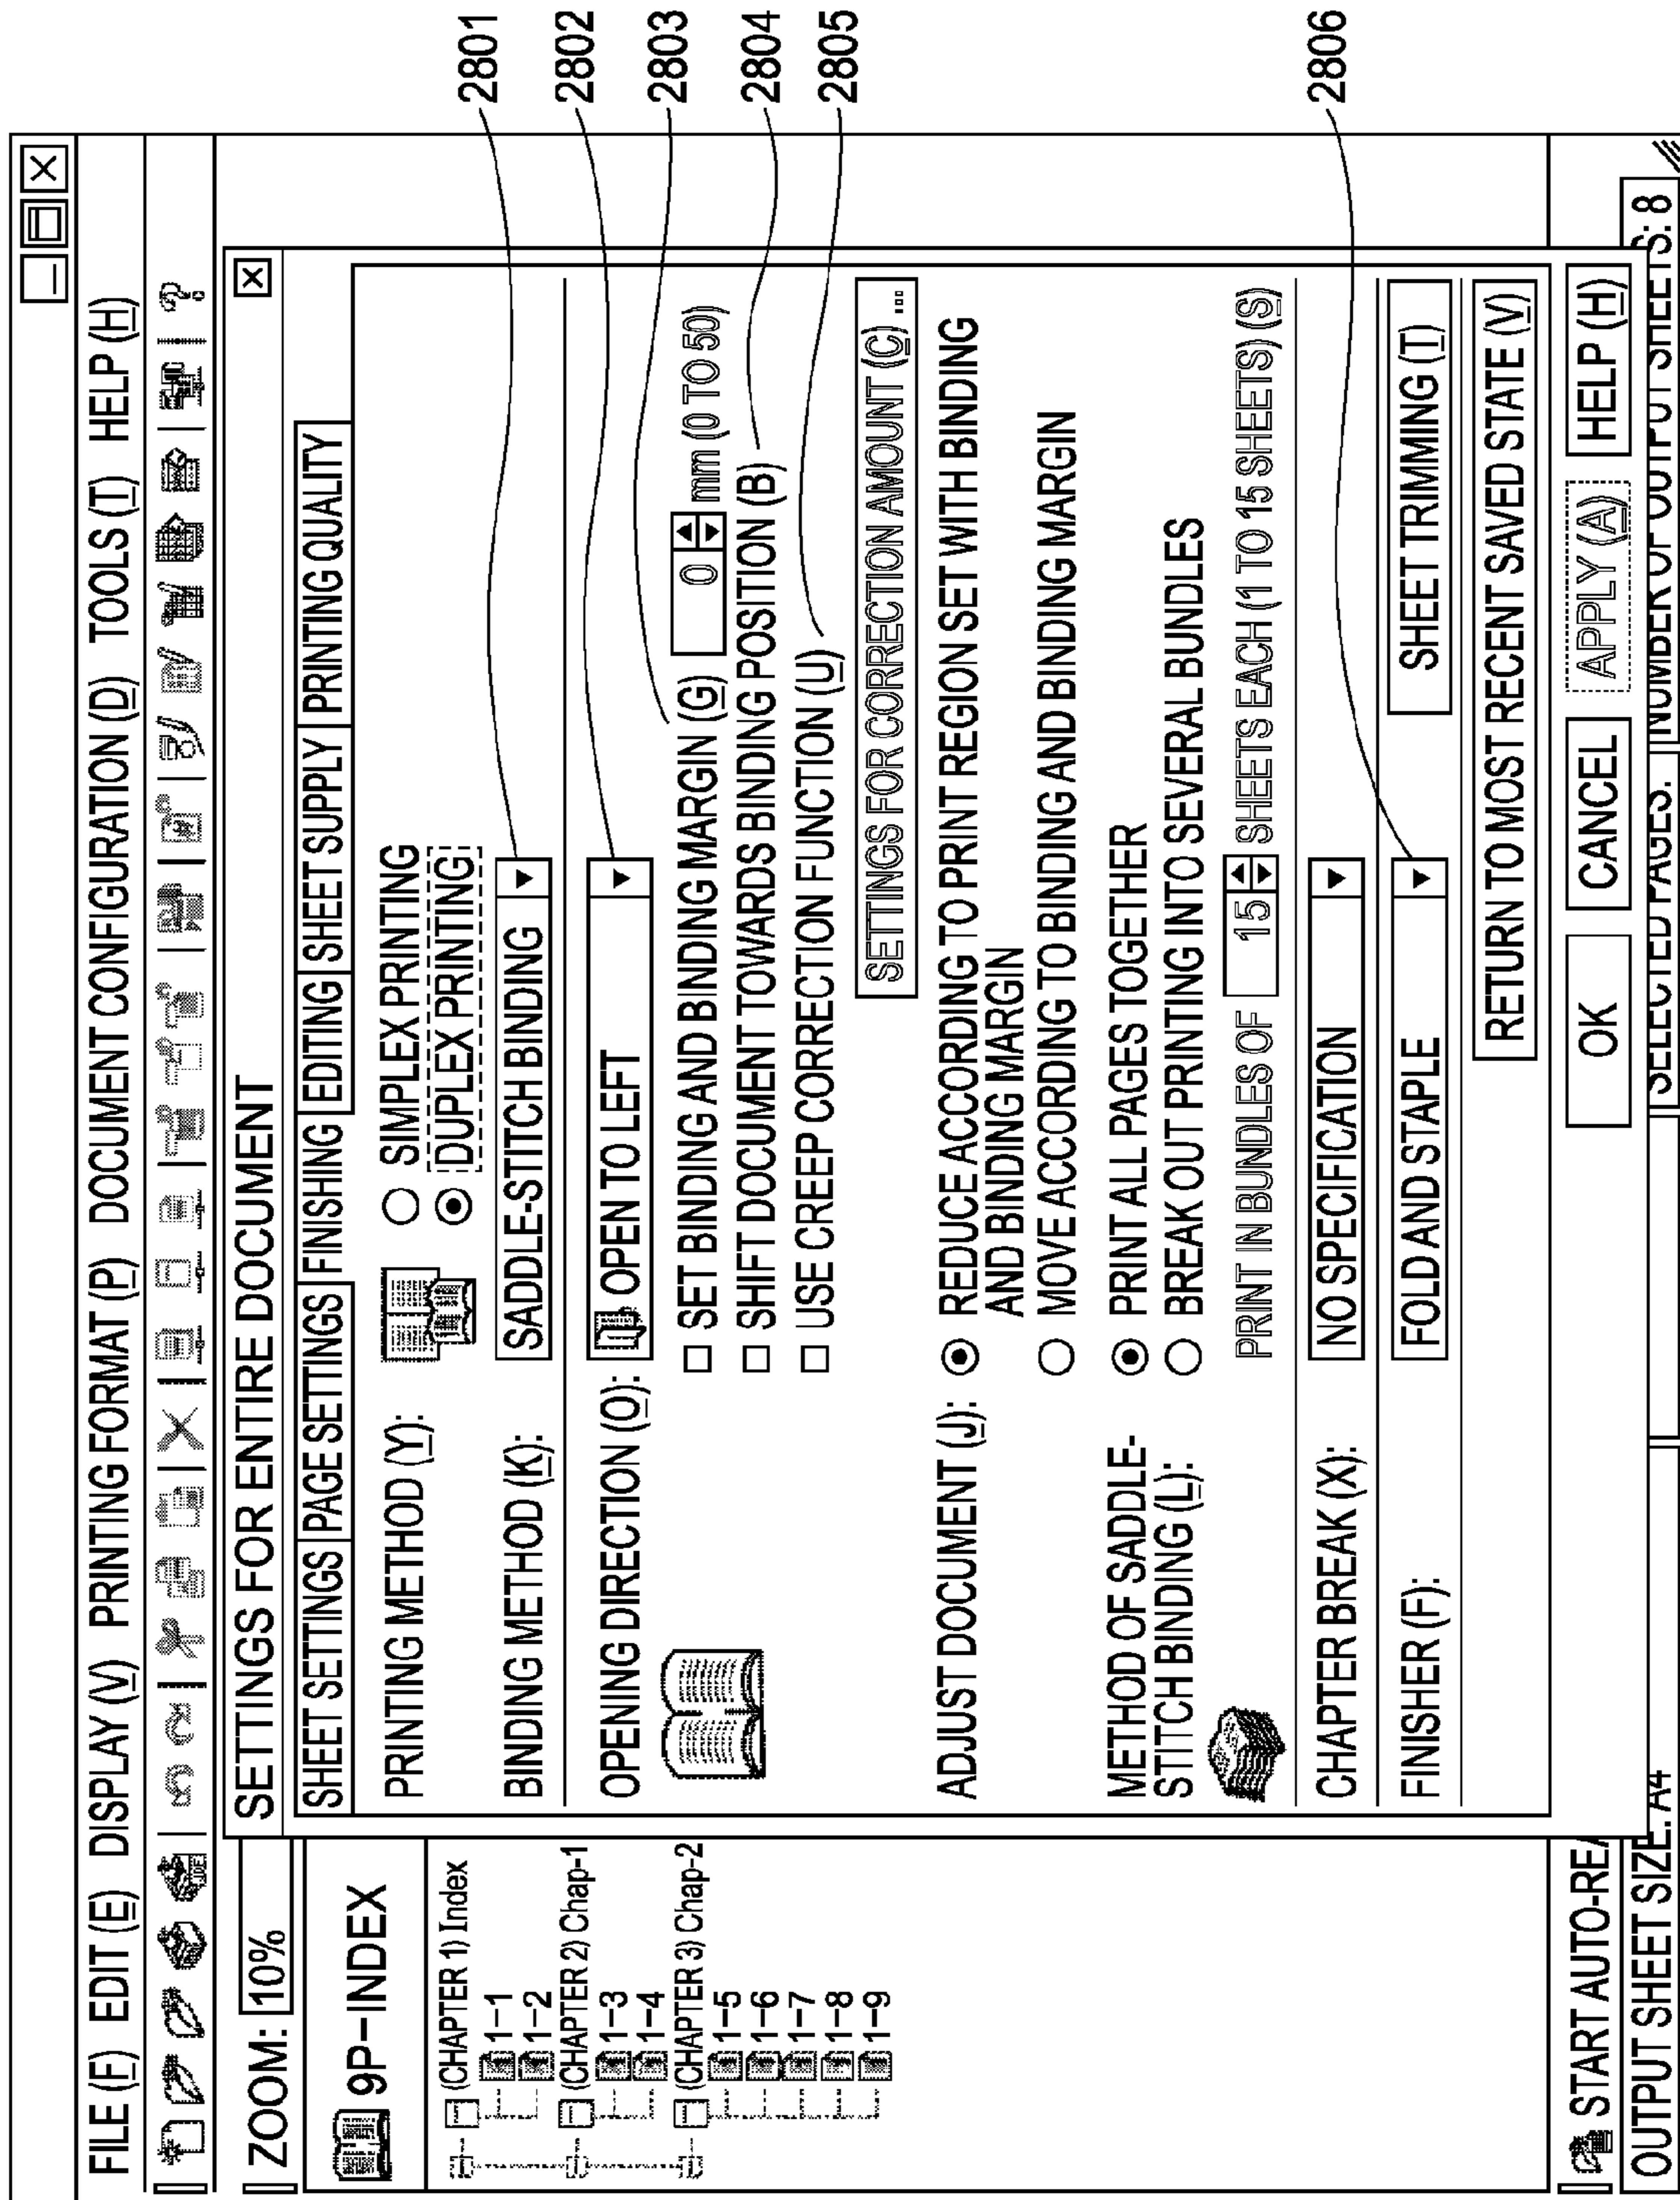 FILE (F) EDIT (E) DISPLAY (V) PRINTING FORMAT (P) DOCUMENT CONFIGURATION (D) TOOLS (T) HELP (H)
ZOOM: 10%
9P-INDEX
(CHAPTER 1) Index
1-1
1-2
(CHAPTER 2) Chap-1
1-3
1-4
(CHAPTER 3) Chap-2
1-5
1-6
1-7
1-8
1-9
SETTINGS FOR ENTIRE DOCUMENT
SHEET SETTINGS PAGE SETTINGS FINISHING EDITING SHEET SUPPLY PRINTING QUALITY
PRINTING METHOD (Y):
SIMPLEX PRINTING
DUPLEX PRINTING
BINDING METHOD (K): SADDLE-STITCH BINDING
OPENING DIRECTION (O): OPEN TO LEFT
SET BINDING AND BINDING MARGIN (G) 0 mm (0 TO 50)
SHIFT DOCUMENT TOWARDS BINDING POSITION (B)
USE CREEP CORRECTION FUNCTION (U)
SETTINGS FOR CORRECTION AMOUNT (C) ...
ADJUST DOCUMENT (J): REDUCE ACCORDING TO PRINT REGION SET WITH BINDING
AND BINDING MARGIN
MOVE ACCORDING TO BINDING AND BINDING MARGIN
METHOD OF SADDLE-
STITCH BINDING (L):
PRINT ALL PAGES TOGETHER
BREAK OUT PRINTING INTO SEVERAL BUNDLES
PRINT IN BUNDLES OF 15 SHEETS EACH (1 TO 15 SHEETS) (S)
CHAPTER BREAK (X): NO SPECIFICATION
FINISHER (F): FOLD AND STAPLE SHEET TRIMMING (T)
RETURN TO MOST RECENT SAVED STATE (V)
OK CANCEL APPLY (A) HELP (H)
START AUTO-REA
OUTPUT SHEET SIZE: A4 SELECTED PAGES: NUMBER OF OUTPUT SHEETS: 8
2801
2802
2803
2804
2805
2806